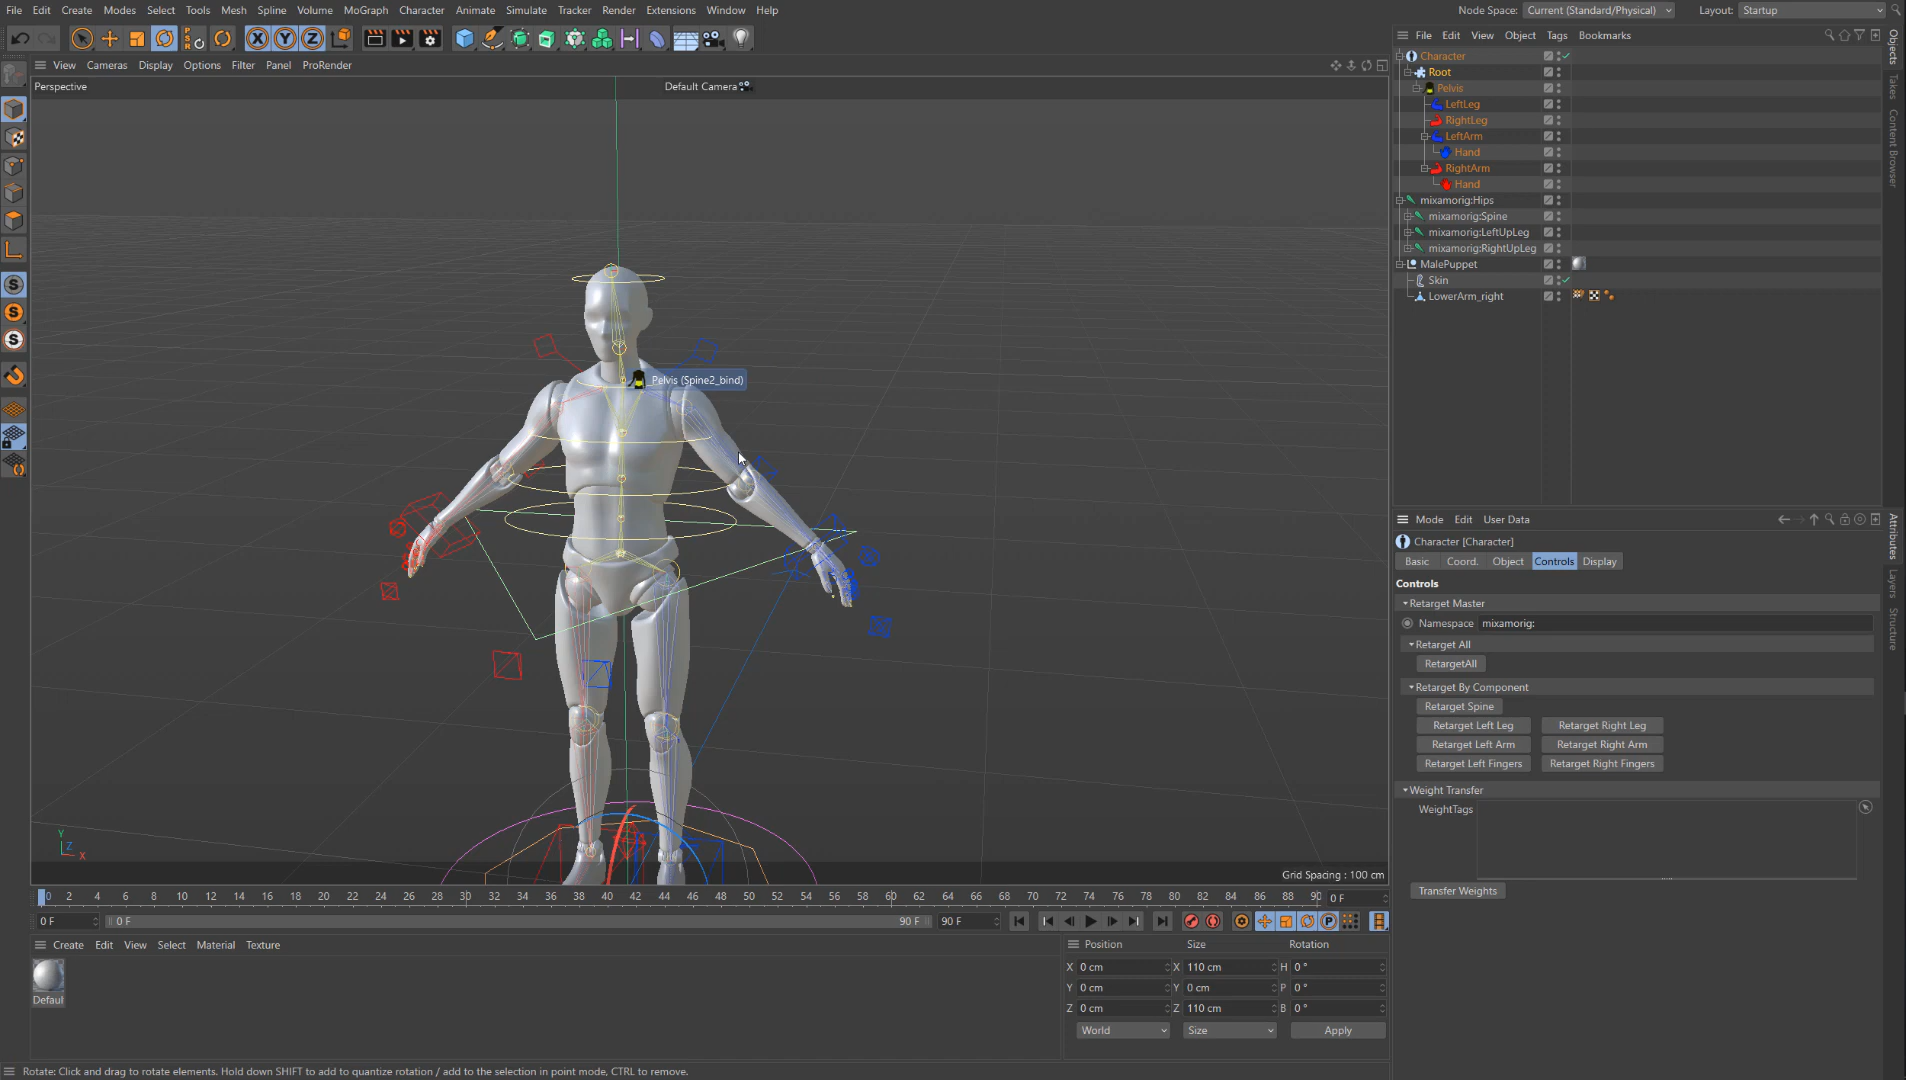 File Edit Create Modes Select Tools Mesh Spline Volume MoGraph Character Animate Simulate Tracker Render Extensions Window Help
Node Space: Current (Standard/Physical) Layout: Startup
View Cameras Display Options Filter Panel ProRender
File Edit View Object Tags Bookmarks
Perspective
Default Camera
Character
Root
Pelvis
LeftLeg
RightLeg
LeftArm
Hand
RightArm
Hand
mixamorig:Hips
mixamorig:Spine
mixamorig:LeftUpLeg
mixamorig:RightUpLeg
MalePuppet
Skin
LowerArm_right
Objects
Takes
Content Browser
Pelvis (Spine2_bind)
Mode Edit User Data
Character [Character]
Basic Coord. Object Controls Display
Controls
Retarget Master
Namespace mixamorig:
Retarget All
RetargetAll
Retarget By Component
Retarget Spine
Retarget Left Leg Retarget Right Leg
Retarget Left Arm Retarget Right Arm
Retarget Left Fingers Retarget Right Fingers
Weight Transfer
WeightTags
Transfer Weights
Attributes
Layers
Structure
Y
Z
X
Grid Spacing : 100 cm
0 2 4 6 8 10 12 14 16 18 20 22 24 26 28 30 32 34 36 38 40 42 44 46 48 50 52 54 56 58 60 62 64 66 68 70 72 74 76 78 80 82 84 86 88 90 0 F
0 F 0 F 90 F 90 F
Create Edit View Select Material Texture
Defaul
Position Size Rotation
X 0 cm X 110 cm H 0 °
Y 0 cm Y 0 cm P 0 °
Z 0 cm Z 110 cm B 0 °
World Size Apply
Rotate: Click and drag to rotate elements. Hold down SHIFT to add to quantize rotation / add to the selection in point mode, CTRL to remove.